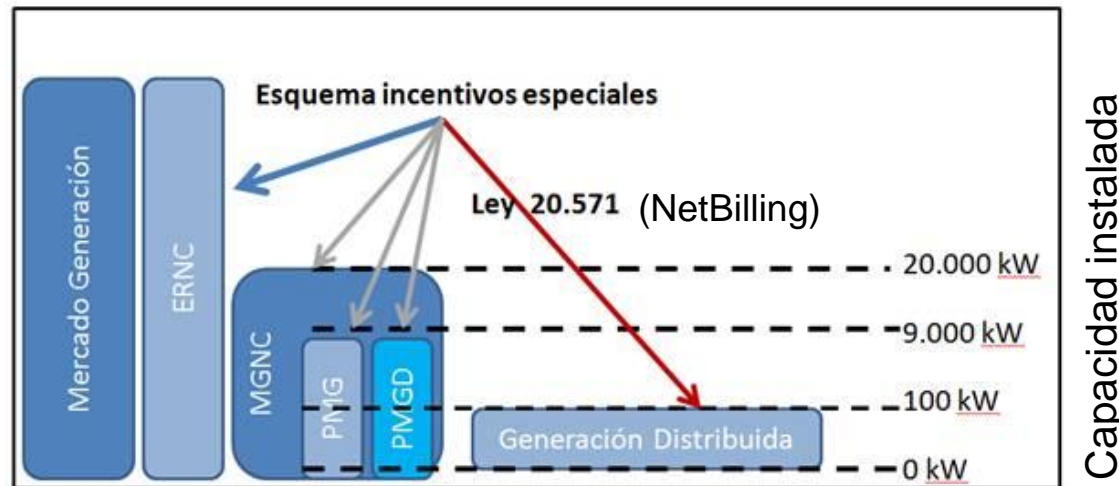 Esquema incentivos especiales
Ley 20.571 (NetBilling)
Mercado Generación
ERNC
MGNC
PMG
PMGD
Generación Distribuida
20.000 kW
9.000 kW
100 kW
0 kW
Capacidad instalada